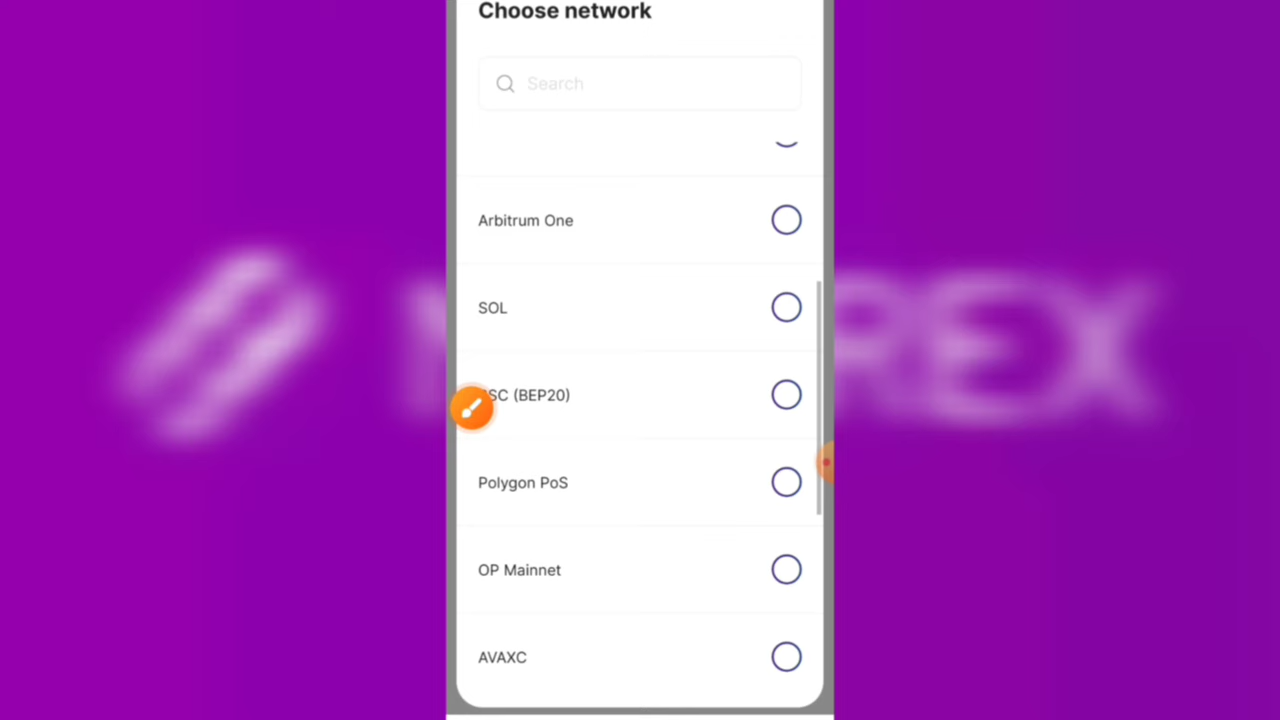 Choose network
Search
Arbitrum One
SOL
SC (BEP20)
Polygon PoS
OP Mainnet
AVAXC
REX